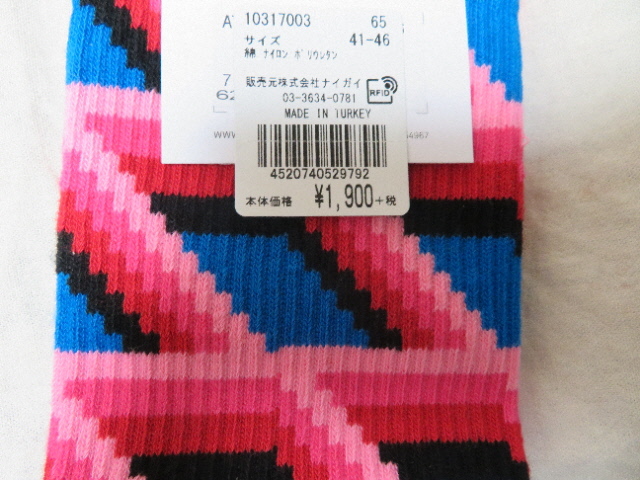 10317003 65
サイズ 41-46
綿 ナイロン ポリウレタン
販売元株式会社ナイガイ
03-3634-0781
RFID
MADE IN TURKEY
4520740529792
本体価格 ¥1,900+税